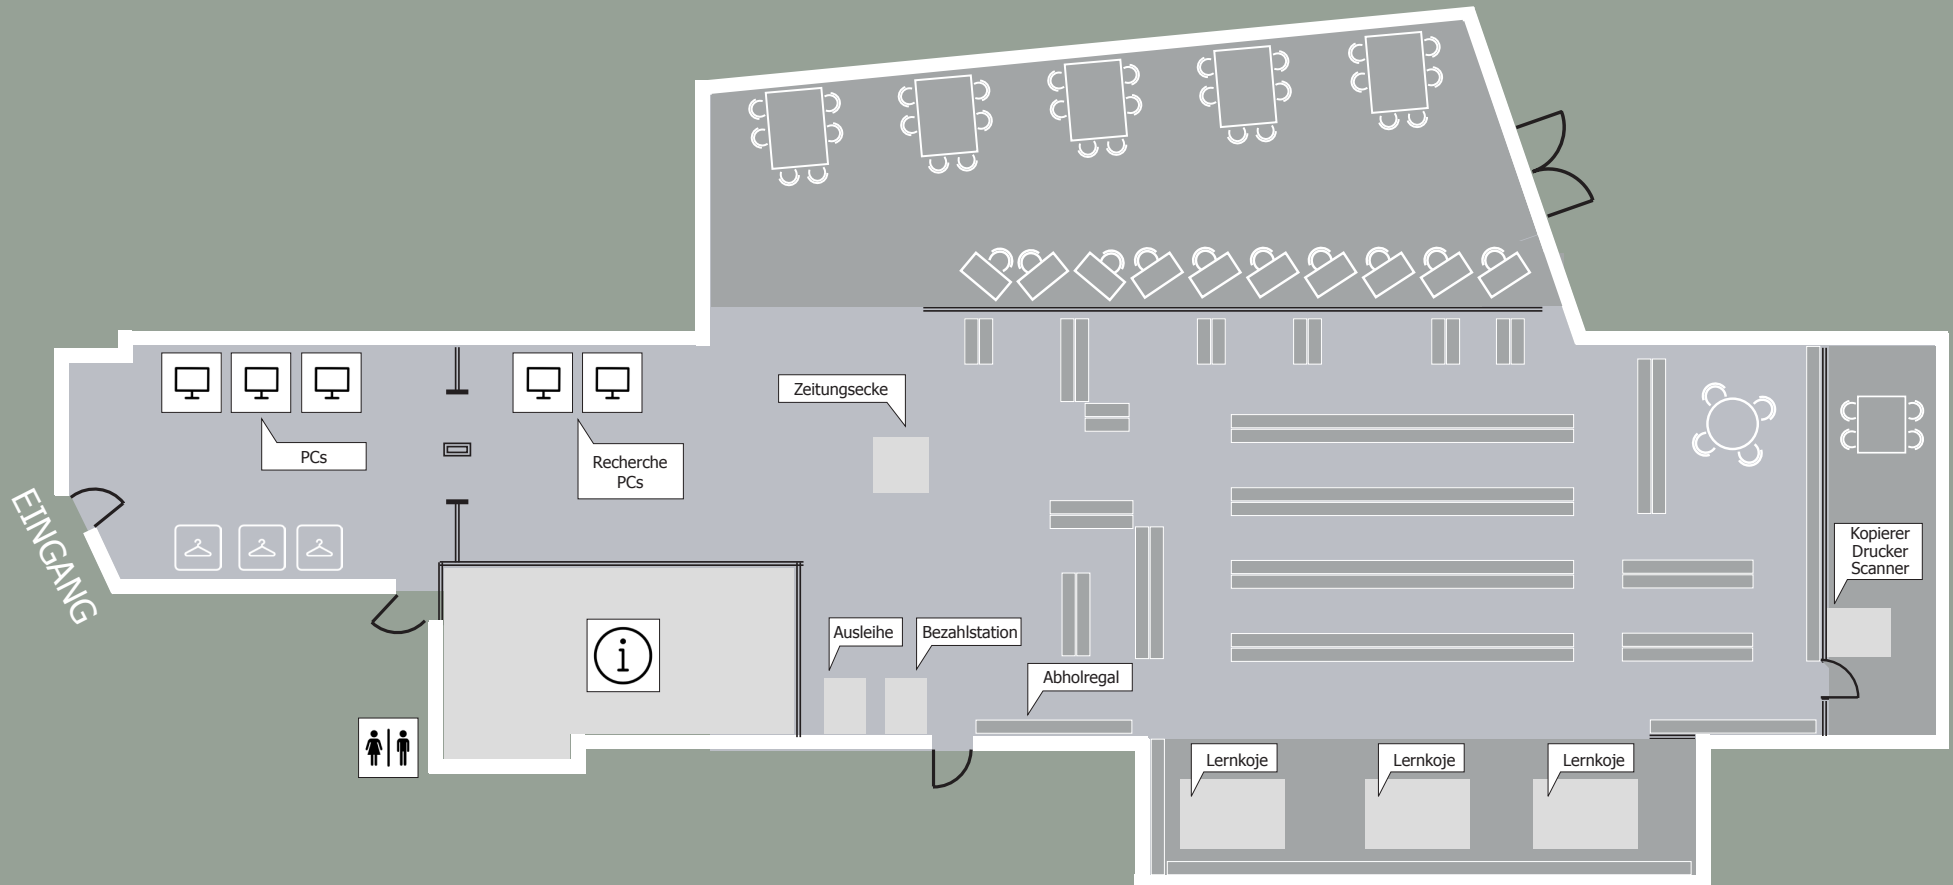 EINGANG
PCs
Recherche
PCs
Zeitungsecke
Kopierer
Drucker
Scanner
i
Ausleihe
Bezahlstation
Abholregal
Lernkoje
Lernkoje
Lernkoje